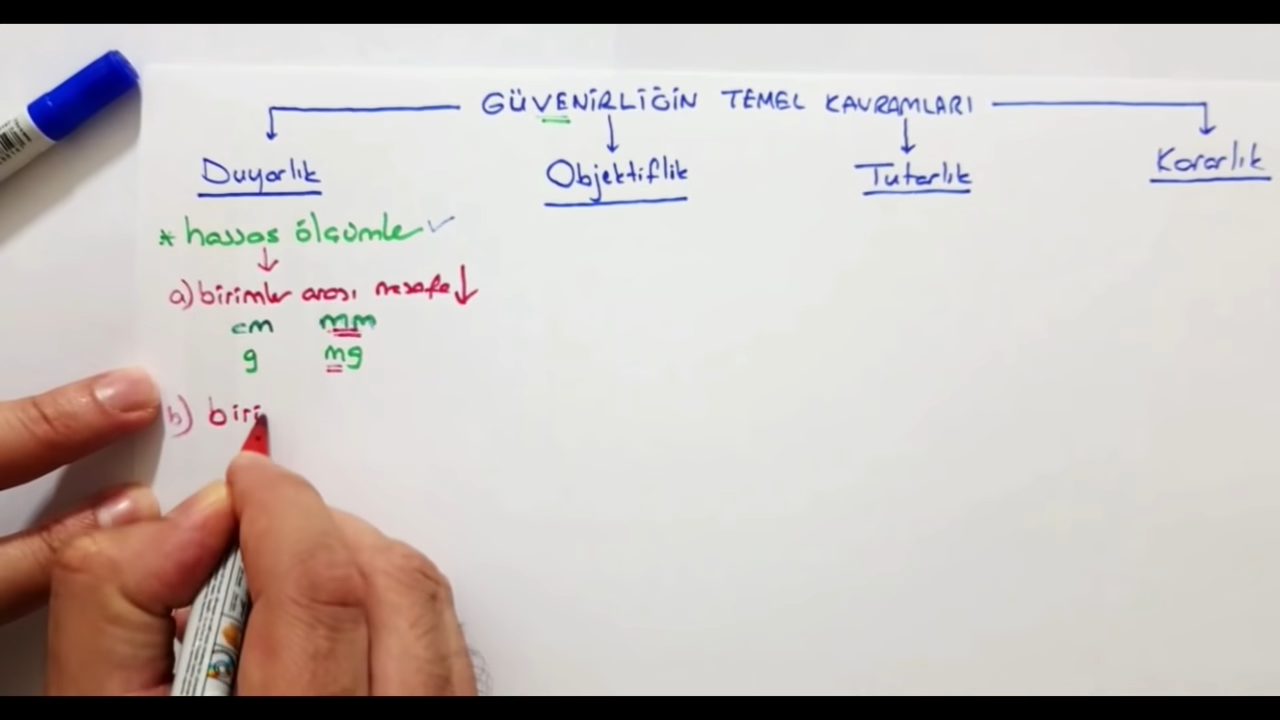 GÜVENİRLİĞİN TEMEL KAVRAMLARI
Duyarlık Objektiflik Tutarlık Kararlık
* hassas ölçümler ✓
a) birimler arası mesafe ↓
cm mm
g mg
b) biri